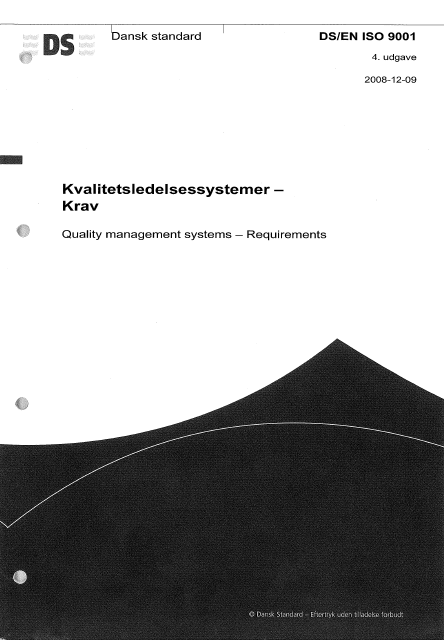 DS
Dansk standard
DS/EN ISO 9001
4. udgave
2008-12-09
Kvalitetsledelsessystemer –
Krav
Quality management systems – Requirements
© Dansk Standard – Eftertryk uden tilladelse forbudt